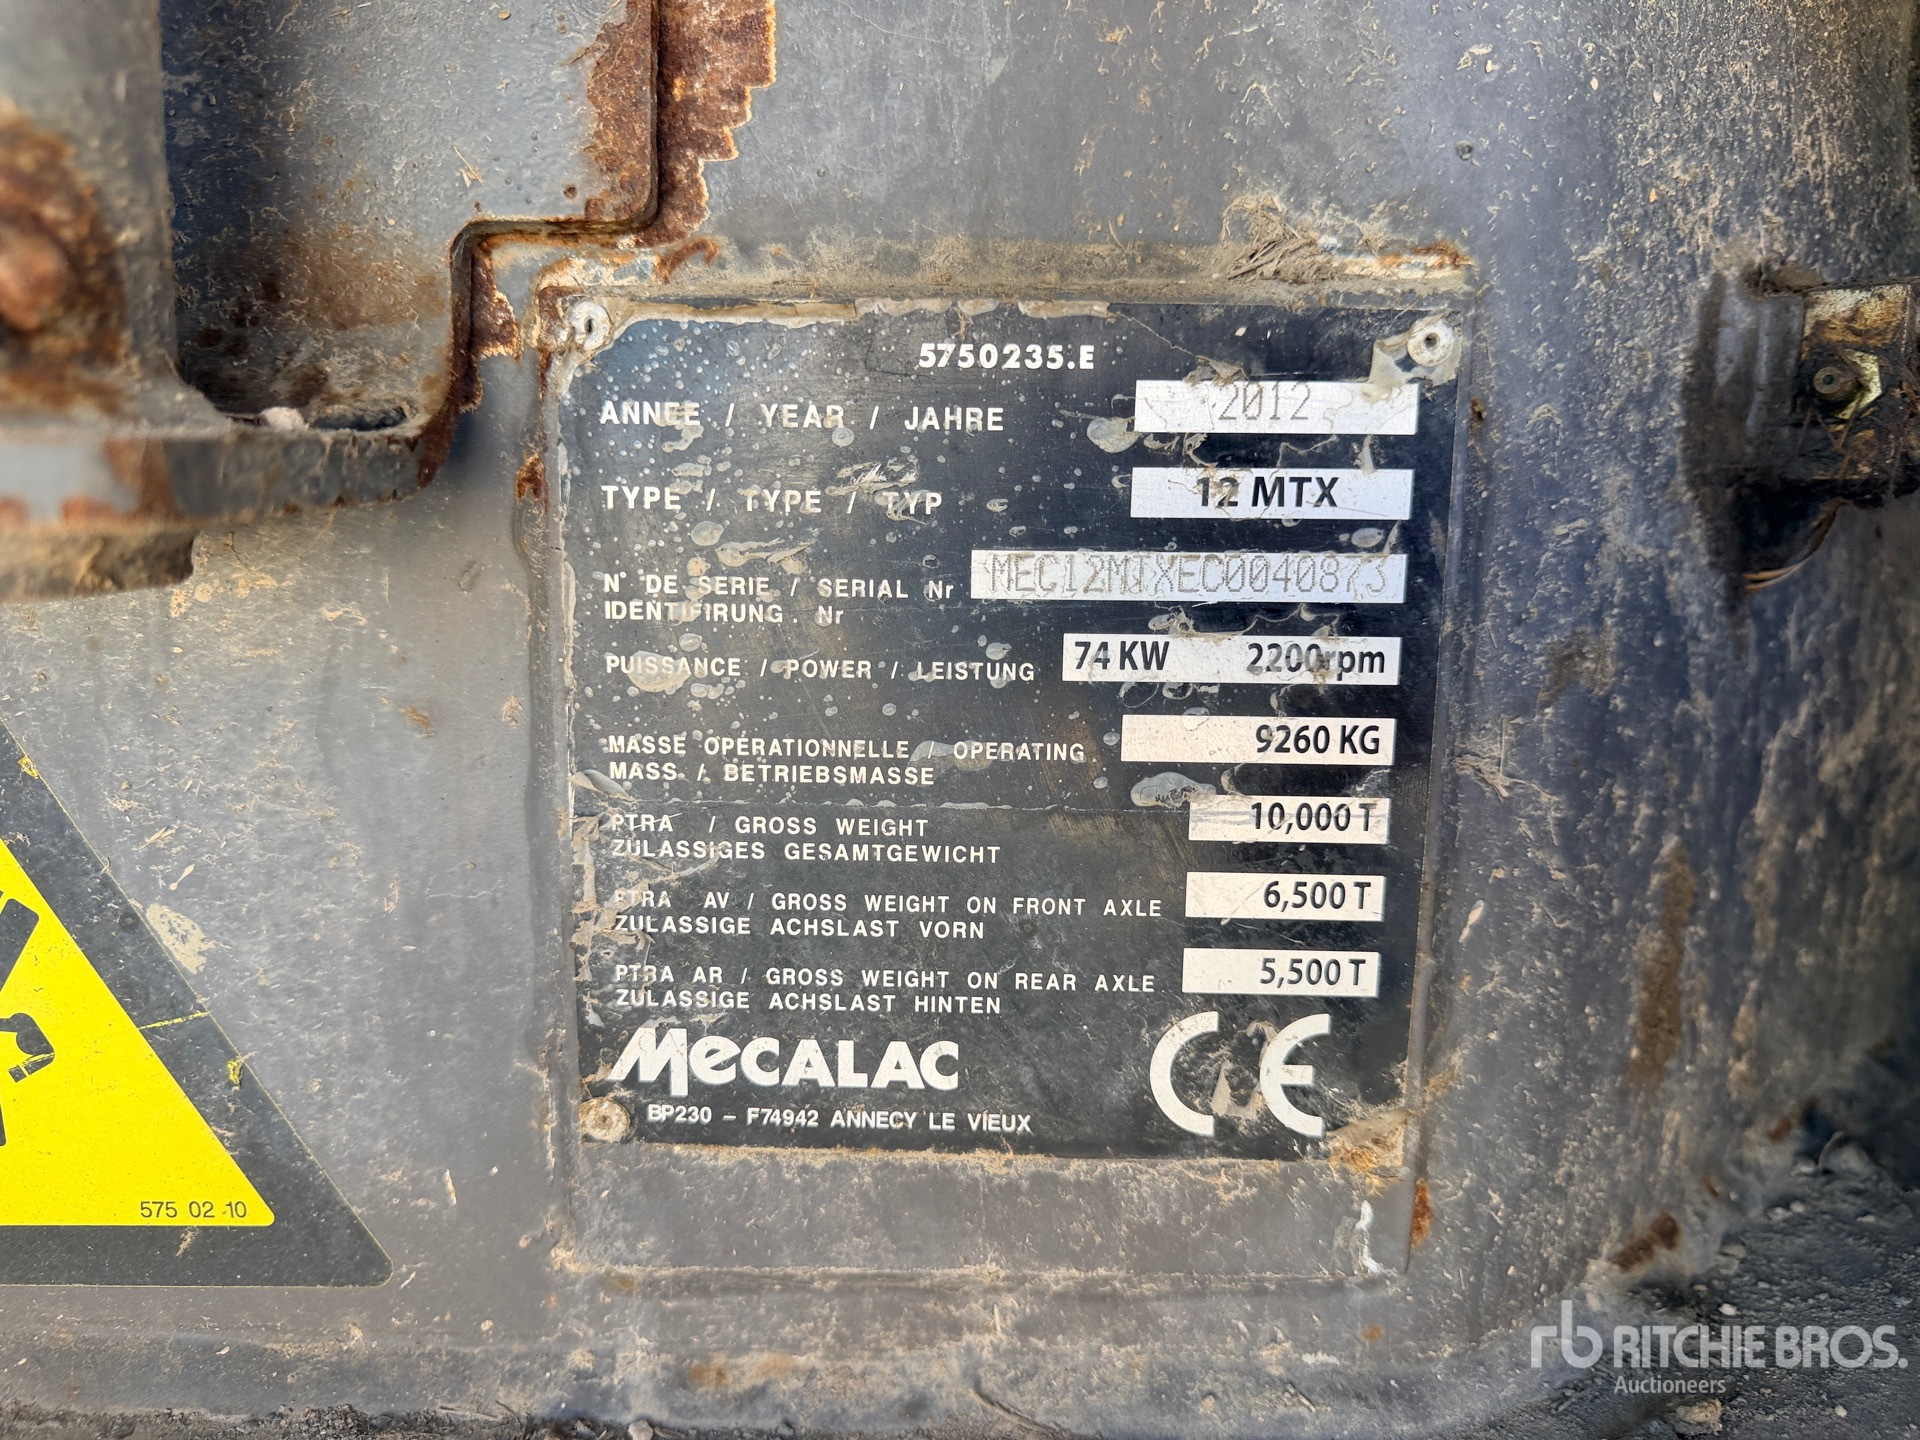 5750235.E
ANNEE / YEAR / JAHRE 2012
TYPE / TYPE / TYP 12 MTX
N° DE SERIE / SERIAL Nr MEC12MTXEC0040873
IDENTIFIRUNG. Nr
PUISSANCE / POWER / LEISTUNG 74 KW 2200rpm
MASSE OPERATIONNELLE / OPERATING 9260 KG
MASS / BETRIEBSMASSE
PTRA / GROSS WEIGHT 10,000 T
ZULASSIGES GESAMTGEWICHT
PTRA AV / GROSS WEIGHT ON FRONT AXLE 6,500 T
ZULASSIGE ACHSLAST VORN
PTRA AR / GROSS WEIGHT ON REAR AXLE 5,500 T
ZULASSIGE ACHSLAST HINTEN
MeCALAC CE
BP230 – F74942 ANNECY LE VIEUX
575 02 10
rb RITCHIE BROS.
Auctioneers